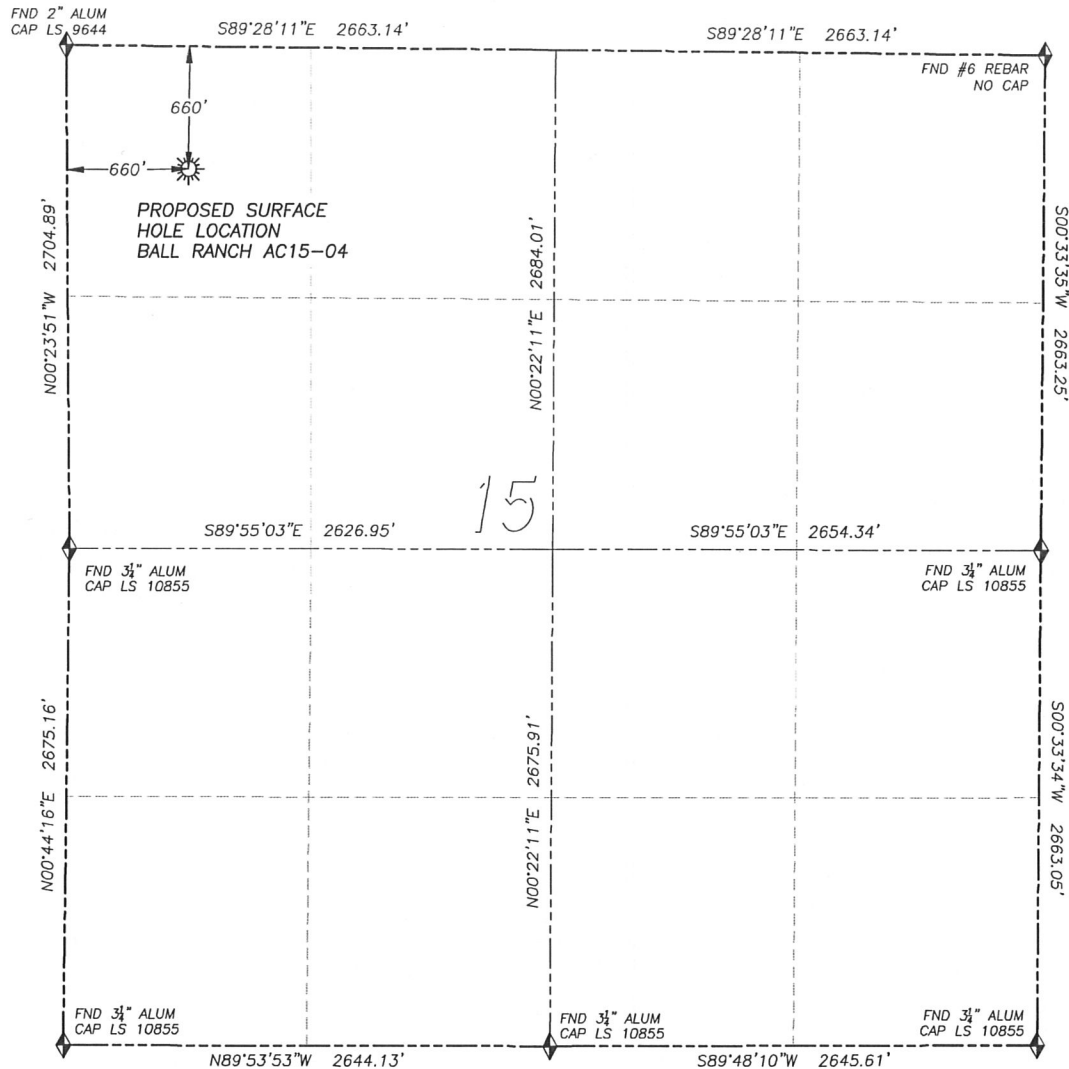 FND 2" ALUM
CAP LS 9644
S89°28'11"E 2663.14'
S89°28'11"E 2663.14'
FND #6 REBAR
NO CAP
660'
660'
PROPOSED SURFACE
HOLE LOCATION
BALL RANCH AC15-04
N00°23'51"W 2704.89'
N00°22'11"E 2684.01'
S00°33'35"W 2663.25'
15
S89°55'03"E 2626.95'
S89°55'03"E 2654.34'
FND 3¼" ALUM
CAP LS 10855
FND 3¼" ALUM
CAP LS 10855
N00°44'16"E 2675.16'
N00°22'11"E 2675.91'
S00°33'34"W 2663.05'
FND 3¼" ALUM
CAP LS 10855
FND 3¼" ALUM
CAP LS 10855
FND 3¼" ALUM
CAP LS 10855
N89°53'53"W 2644.13'
S89°48'10"W 2645.61'